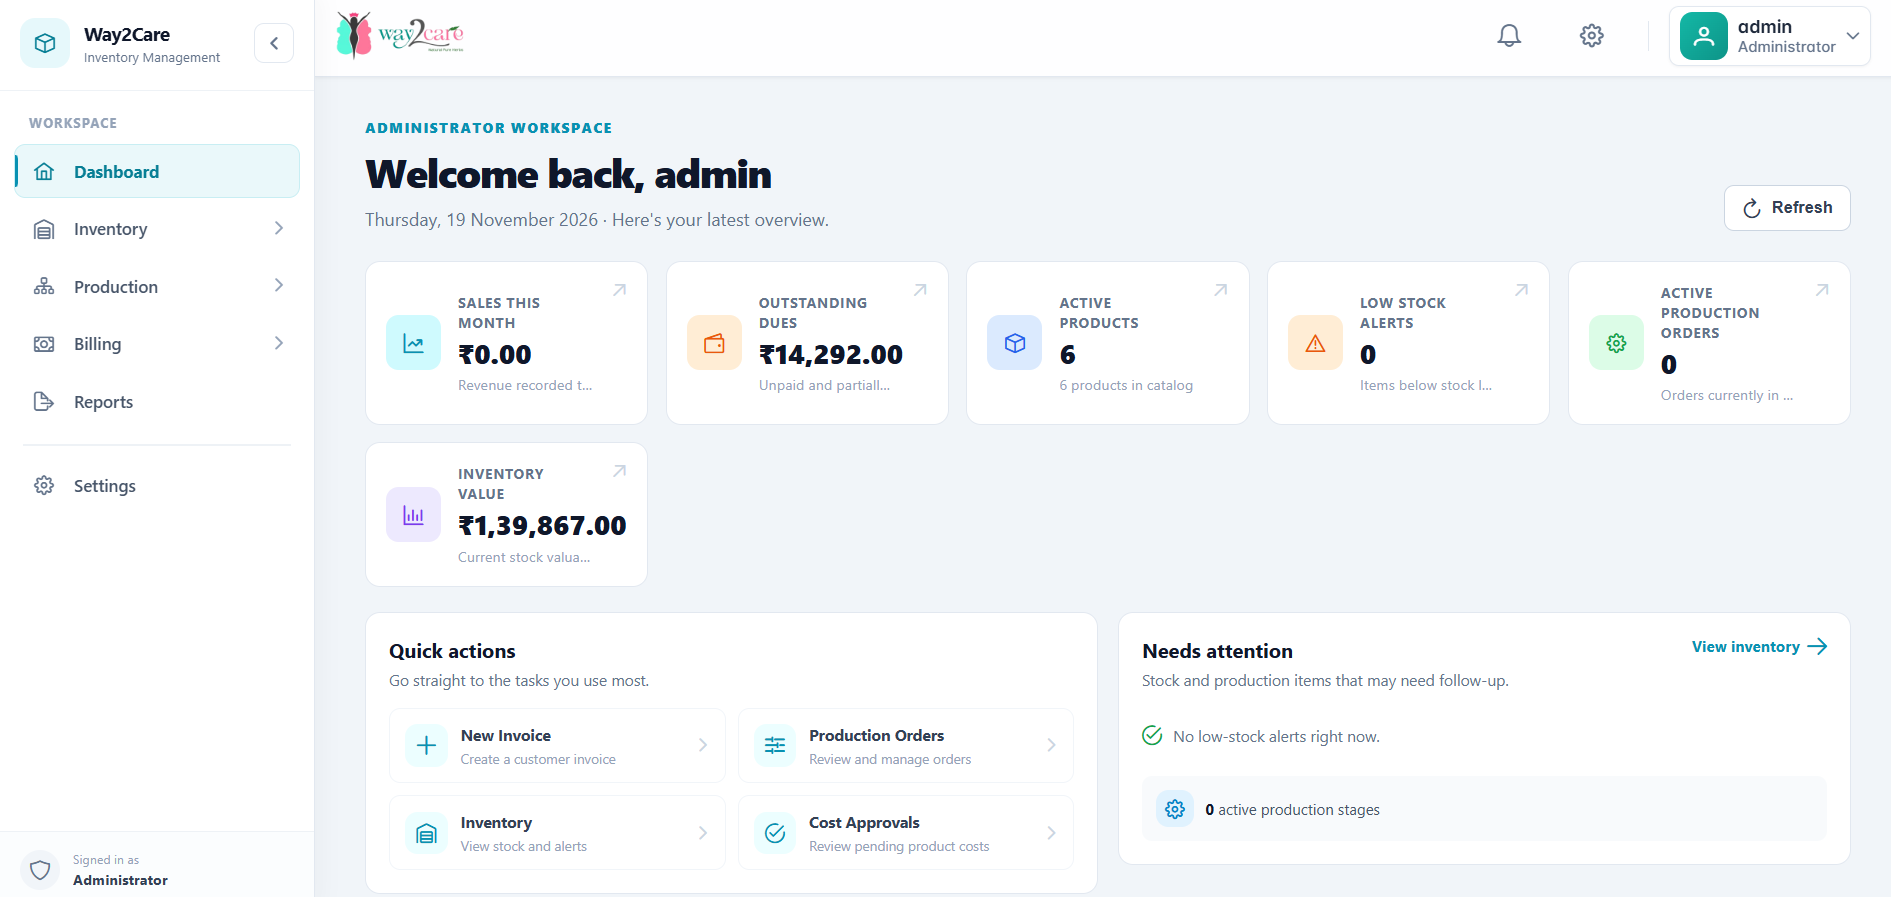 Way2Care
Inventory Management
way2care
Natural Pure Herbs
admin
Administrator
WORKSPACE
Dashboard
Inventory
Production
Billing
Reports
Settings
Signed in as
Administrator
ADMINISTRATOR WORKSPACE
Welcome back, admin
Thursday, 19 November 2026 · Here's your latest overview.
Refresh
SALES THIS
MONTH
₹0.00
Revenue recorded t...
OUTSTANDING
DUES
₹14,292.00
Unpaid and partiall...
ACTIVE
PRODUCTS
6
6 products in catalog
LOW STOCK
ALERTS
0
Items below stock l...
ACTIVE
PRODUCTION
ORDERS
0
Orders currently in ...
INVENTORY
VALUE
₹1,39,867.00
Current stock valua...
Quick actions
Go straight to the tasks you use most.
New Invoice
Create a customer invoice
Production Orders
Review and manage orders
Inventory
View stock and alerts
Cost Approvals
Review pending product costs
Needs attention
View inventory
Stock and production items that may need follow-up.
No low-stock alerts right now.
0 active production stages